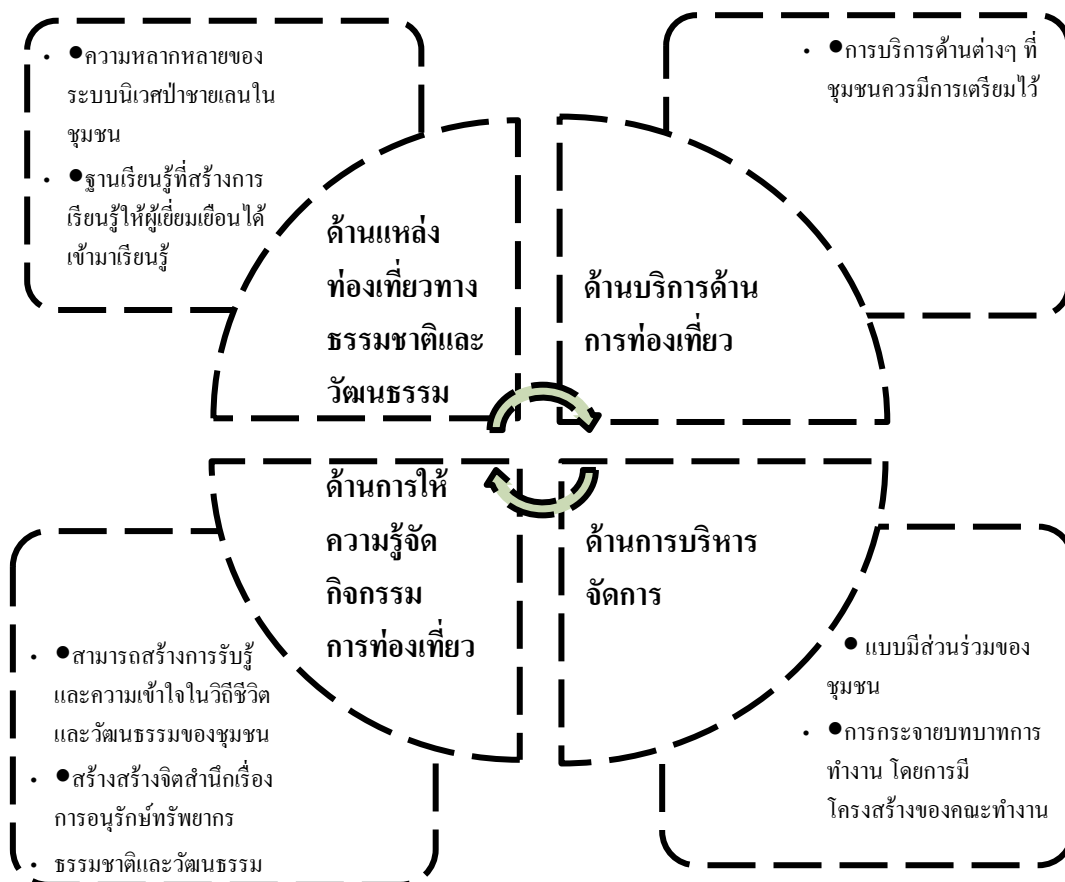 • ●ความหลากหลายของ
ระบบนิเวศป่าชายเลนใน
ชุมชน
• ●ฐานเรียนรู้ที่สร้างการ
เรียนรู้ให้ผู้เยี่ยมเยือนได้
เข้ามาเรียนรู้
• ●การบริการด้านต่างๆ ที่
ชุมชนควรมีการเตรียมไว้
ด้านแหล่ง
ท่องเที่ยวทาง
ธรรมชาติและ
วัฒนธรรม
ด้านบริการด้าน
การท่องเที่ยว
ด้านการให้
ความรู้จัด
กิจกรรม
การท่องเที่ยว
ด้านการบริหาร
จัดการ
• ●สามารถสร้างการรับรู้
และความเข้าใจในวิถีชีวิต
และวัฒนธรรมของชุมชน
• ●สร้างสร้างจิตสำนึกเรื่อง
การอนุรักษ์ทรัพยากร
• ธรรมชาติและวัฒนธรรม
• ● แบบมีส่วนร่วมของ
ชุมชน
• ●การกระจายบทบาทการ
ทำงาน โดยการมี
โครงสร้างของคณะทำงาน